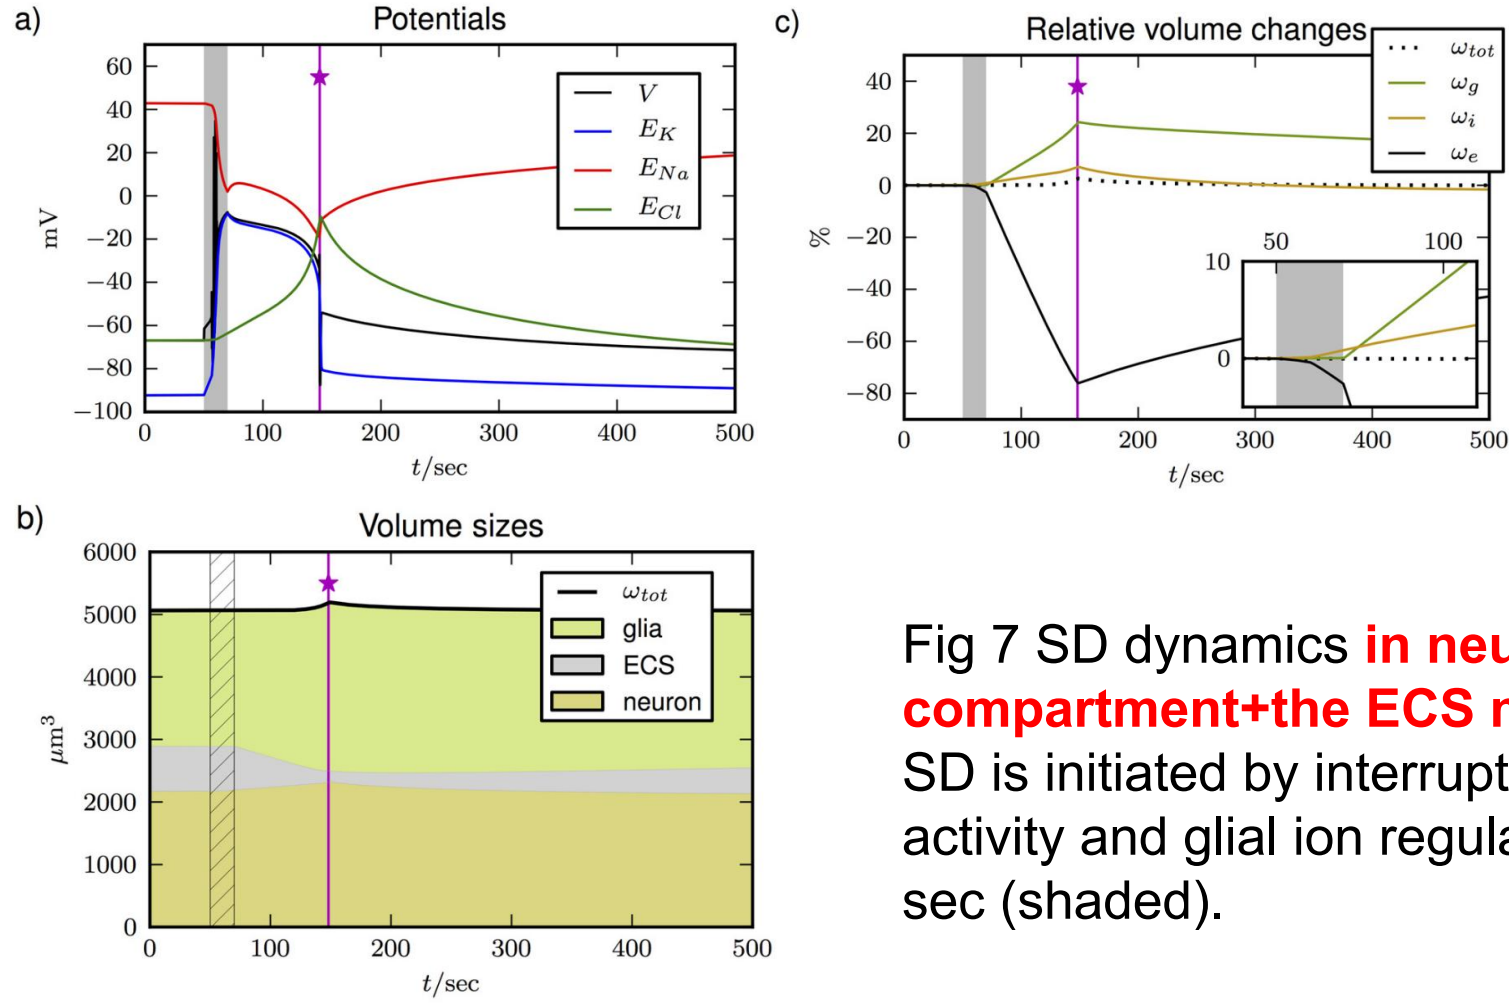 a)
Potentials
60
40
20
0
−20
−40
−60
−80
−100
mV
V
E_K
E_Na
E_Cl
0 100 200 300 400 500
t/sec
c)
Relative volume changes
40
20
0
−20
−40
−60
−80
%
ω_tot
ω_g
ω_i
ω_e
50 100
10
0
0 100 200 300 400 500
t/sec
b)
Volume sizes
6000
5000
4000
3000
2000
1000
0
μm³
ω_tot
glia
ECS
neuron
0 100 200 300 400 500
t/sec
Fig 7 SD dynamics in neu
compartment+the ECS
SD is initiated by interrupt
activity and glial ion regula
sec (shaded).